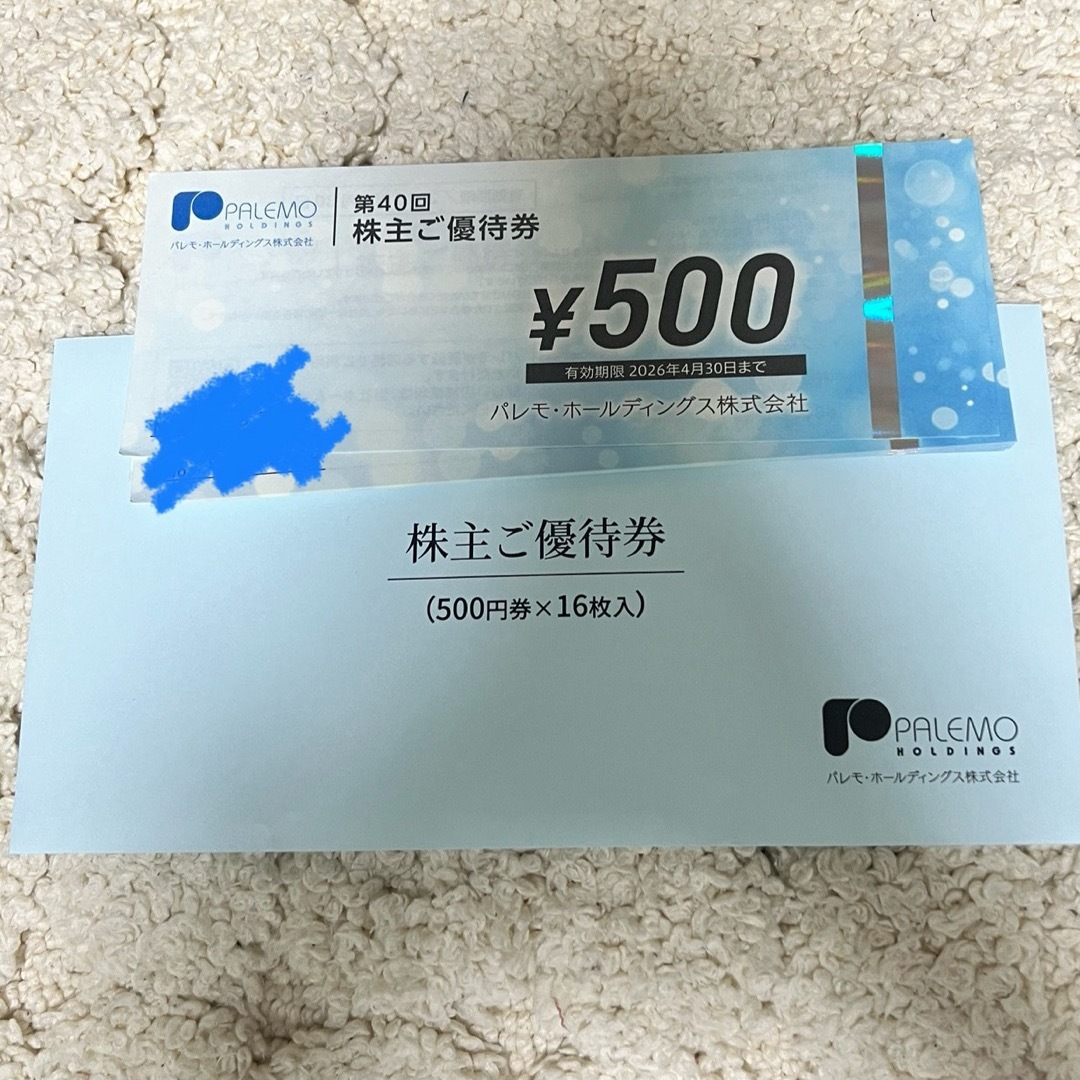 PALEMO
HOLDINGS
パレモ・ホールディングス株式会社
第40回
株主ご優待券
¥500
有効期限 2026年4月30日まで
パレモ・ホールディングス株式会社
株主ご優待券
(500円券×16枚入)
PALEMO
HOLDINGS
パレモ・ホールディングス株式会社